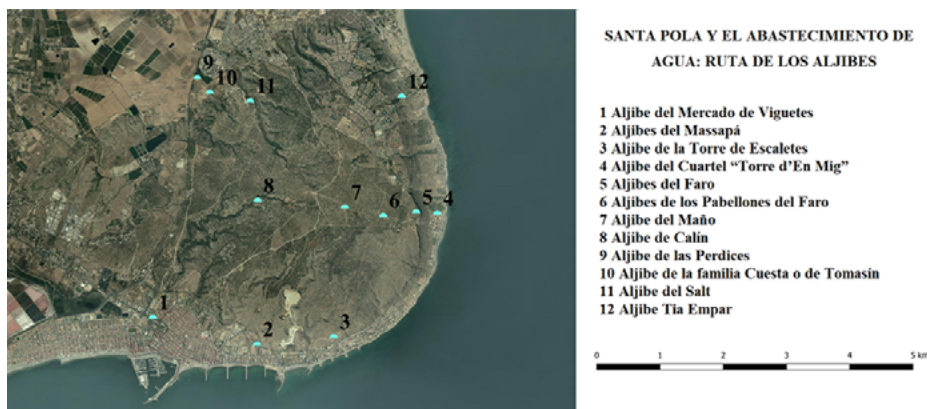 SANTA POLA Y EL ABASTECIMIENTO DE
AGUA: RUTA DE LOS ALJIBES
1 Aljibe del Mercado de Viguetes
2 Aljibes del Massapá
3 Aljibe de la Torre de Escaletes
4 Aljibe del Cuartel “Torre d’En Mig”
5 Aljibes del Faro
6 Aljibes de los Pabellones del Faro
7 Aljibe del Maño
8 Aljibe de Calín
9 Aljibe de las Perdices
10 Aljibe de la familia Cuesta o de Tomasín
11 Aljibe del Salt
12 Aljibe Tia Empar
0 1 2 3 4 5 km
9
10
11
12
8
7
6
5
4
1
2
3